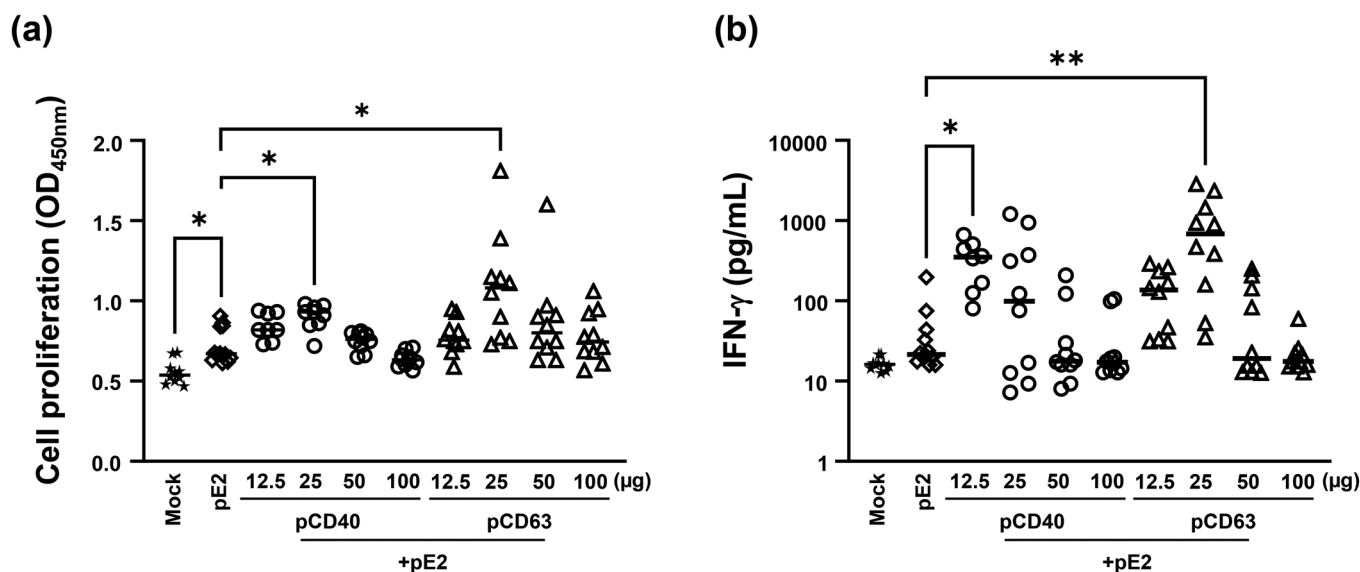 (a)
*
*
*
Cell proliferation (OD450nm)
2.0
1.5
1.0
0.5
0.0
Mock
pE2
12.5 25 50 100 12.5 25 50 100 (µg)
pCD40 pCD63
+pE2
(b)
**
*
IFN-γ (pg/mL)
10000
1000
100
10
1
Mock
pE2
12.5 25 50 100 12.5 25 50 100 (µg)
pCD40 pCD63
+pE2